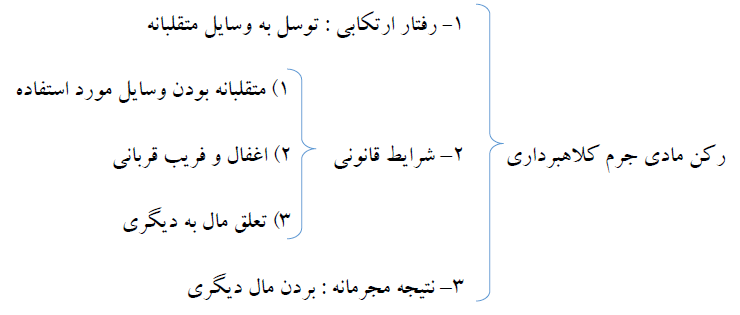 رکن مادی جرم کلاهبرداری
۱- رفتار ارتکابی : توسل به وسایل متقلبانه
۲- شرایط قانونی
۱) متقلبانه بودن وسایل مورد استفاده
۲) اغفال و فریب قربانی
۳) تعلق مال به دیگری
۳- نتیجه مجرمانه : بردن مال دیگری